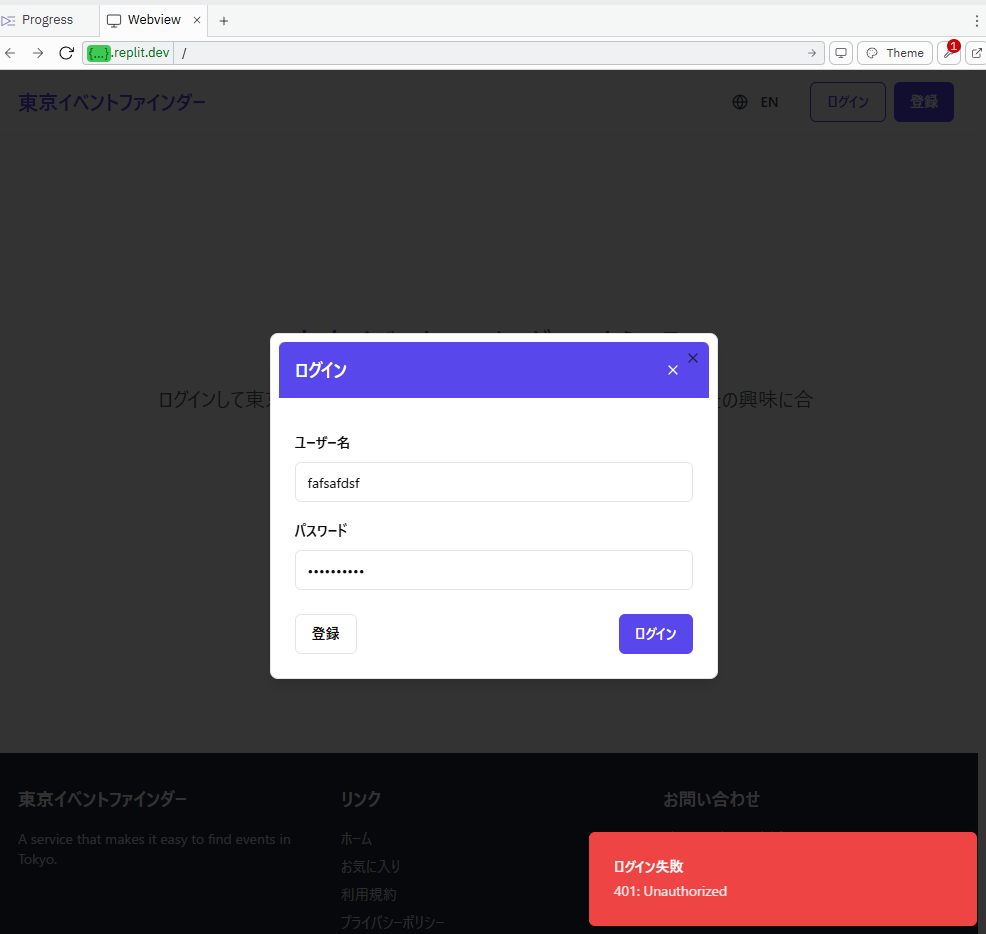 Progress
Webview
{...}.replit.dev /
Theme
1
東京イベントファインダー
EN
ログイン
登録
ログインして東
の興味に合
ログイン
ユーザー名
fafsafdsf
パスワード
••••••••••
登録
ログイン
東京イベントファインダー
A service that makes it easy to find events in
Tokyo.
リンク
ホーム
お気に入り
利用規約
プライバシーポリシー
お問い合わせ
ログイン失敗
401: Unauthorized